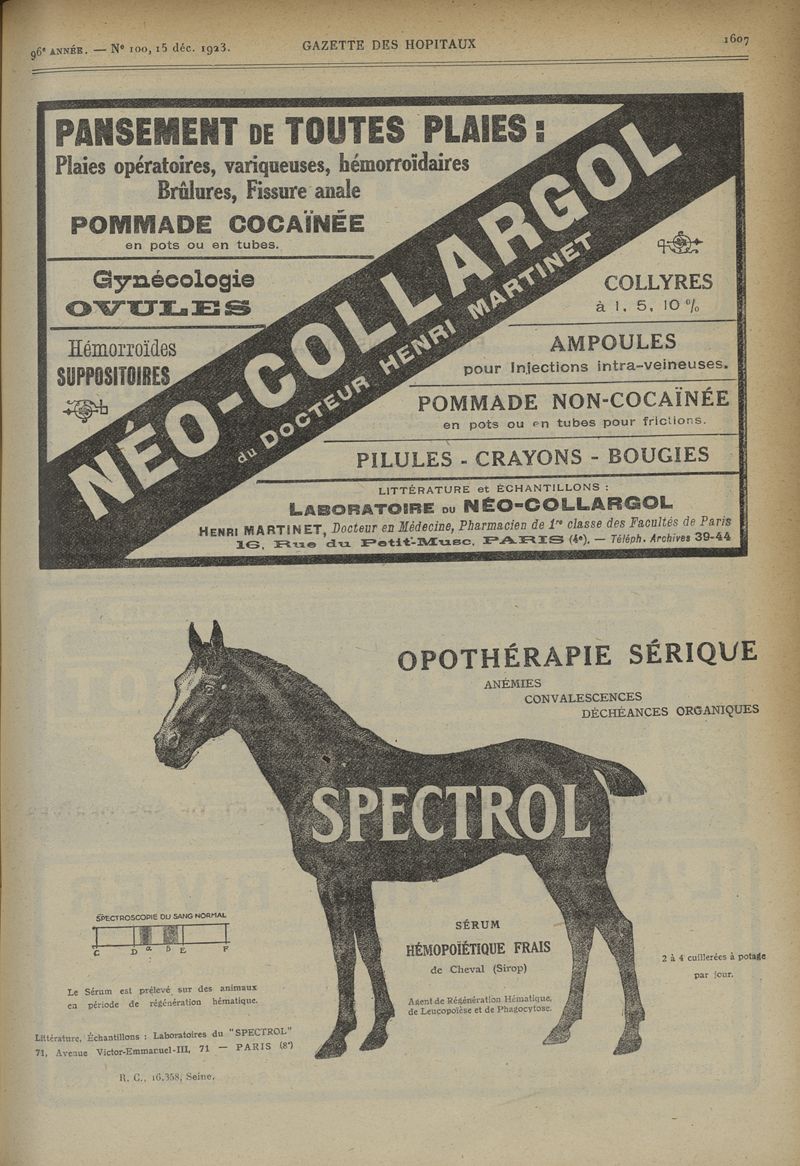 96e ANNÉE. — N° 100, 15 déc. 1923.
GAZETTE DES HOPITAUX
1607
PANSEMENT DE TOUTES PLAIES :
Plaies opératoires, variqueuses, hémorroïdaires
Brûlures, Fissure anale
POMMADE COCAÏNÉE
en pots ou en tubes.
Gynécologie
OVULES
Hémorroïdes
SUPPOSITOIRES
NÉO-COLLARGOL
du DOCTEUR HENRI MARTINET
COLLYRES
à 1, 5, 10 %
AMPOULES
pour Injections intra-veineuses.
POMMADE NON-COCAÏNÉE
en pots ou en tubes pour frictions.
PILULES - CRAYONS - BOUGIES
LITTÉRATURE et ÉCHANTILLONS :
LABORATOIRE DU NÉO-COLLARGOL
HENRI MARTINET, Docteur en Médecine, Pharmacien de 1re classe des Facultés de Paris
16, Rue du Petit-Musc, PARIS (4e). — Téléph. Archives 39-44
OPOTHÉRAPIE SÉRIQUE
ANÉMIES
CONVALESCENCES
DÉCHÉANCES ORGANIQUES
SPECTROL
SPECTROSCOPIE DU SANG NORMAL
C D a b E F
Le Sérum est prélevé sur des animaux
en période de régénération hématique.
Littérature, Échantillons : Laboratoires du "SPECTROL"
71, Avenue Victor-Emmanuel-III, 71 — PARIS (8e)
R. C., 16.358, Seine.
SÉRUM
HÉMOPOÏÉTIQUE FRAIS
de Cheval (Sirop)
Agent de Régénération Hématique,
de Leucopoïèse et de Phagocytose.
2 à 4 cuillerées à potage
par jour.